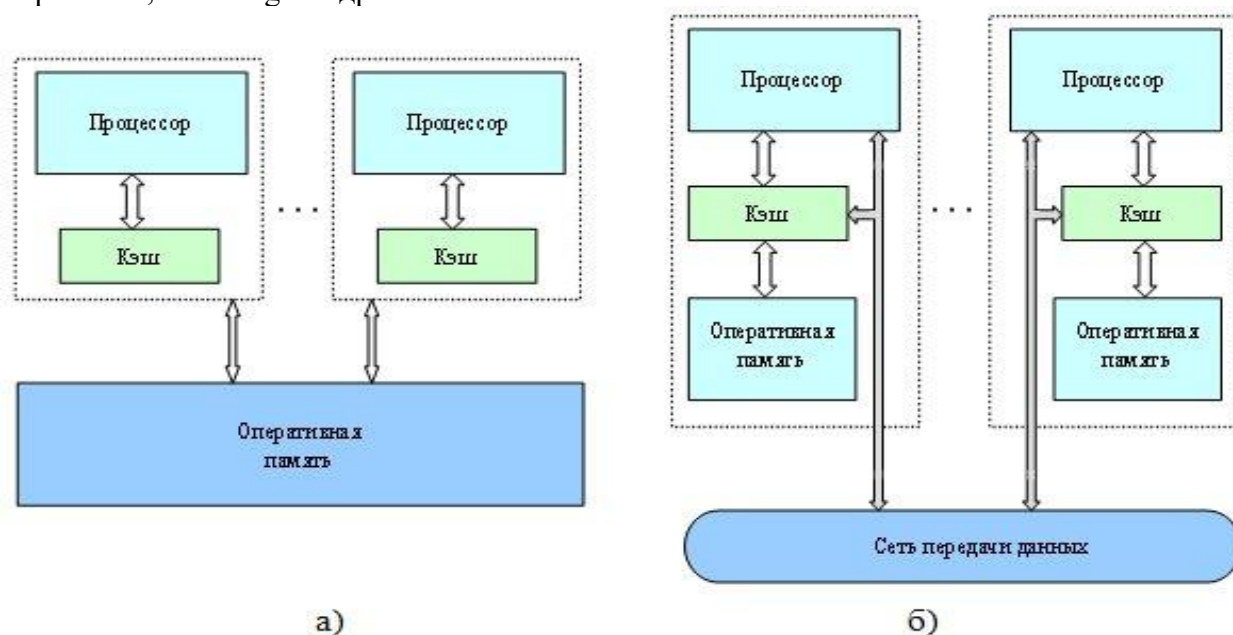 Процессор
Процессор
Кэш
Кэш
. . .
Оперативная
память
а)
Процессор
Процессор
Кэш
Кэш
. . .
Оперативная
память
Оперативная
память
Сеть передачи данных
б)